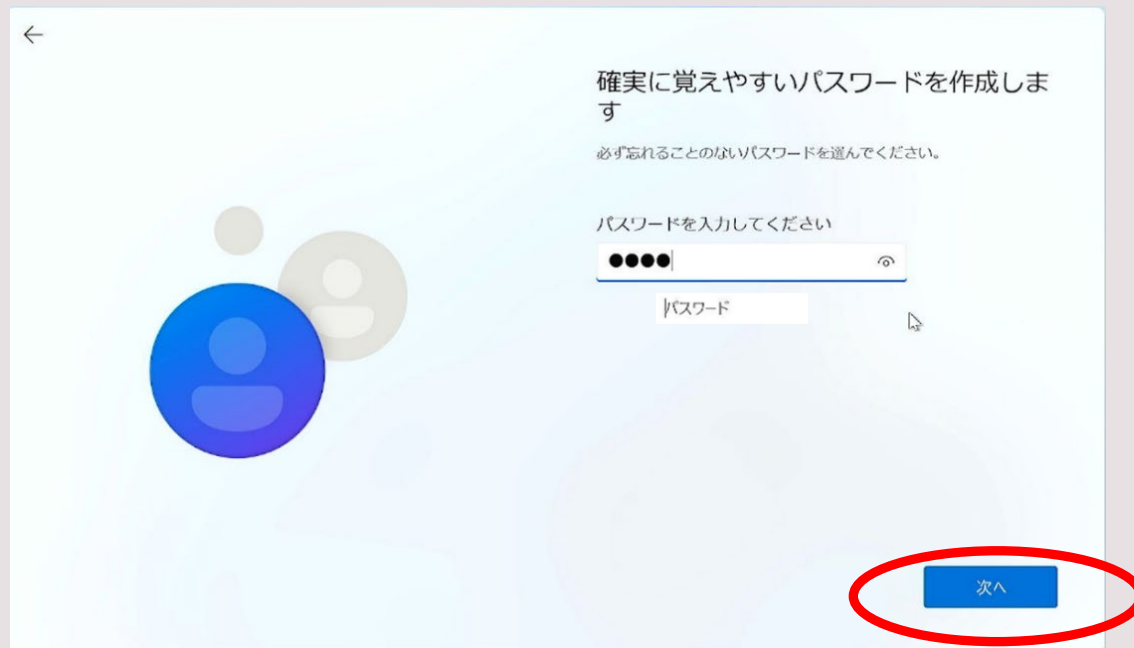 確実に覚えやすいパスワードを作成しま
す
必ず忘れることのないパスワードを選んでください。
パスワードを入力してください
●●●●
パスワード
次へ